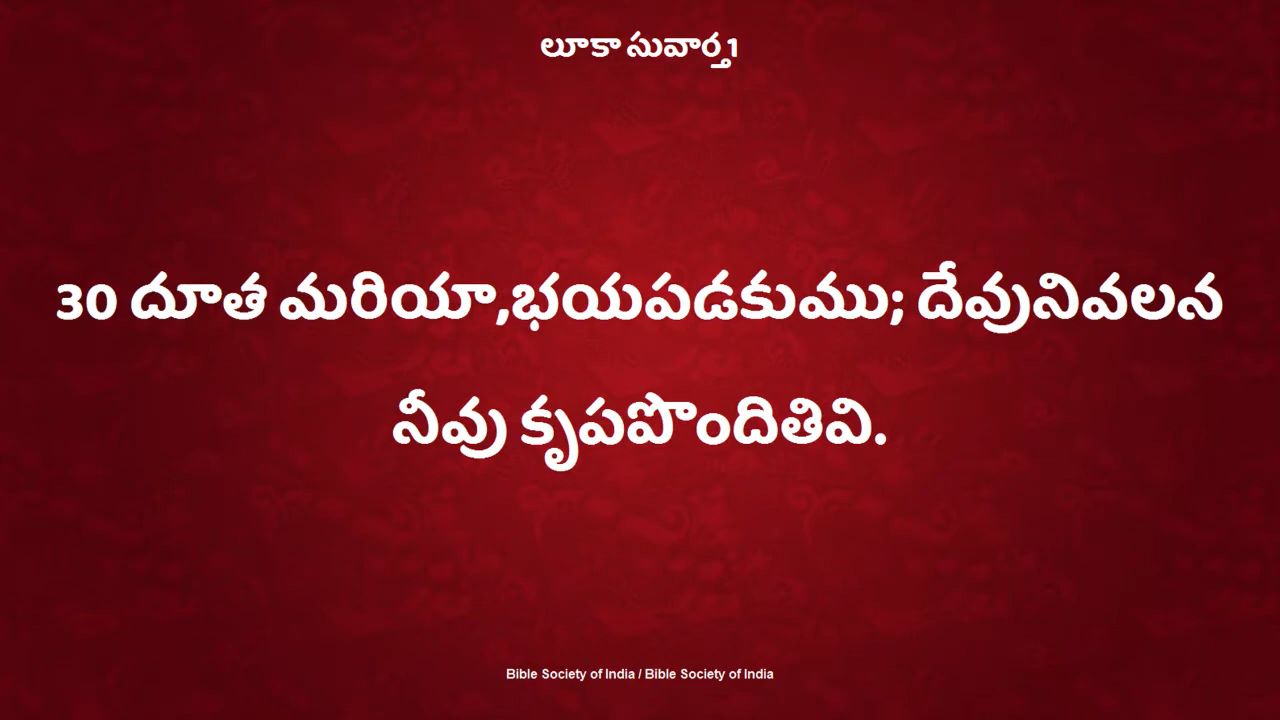 లూకా సువార్త 1
30 దూత మరియా,భయపడకుము; దేవునివలన
నీవు కృపపొందితివి.
Bible Society of India / Bible Society of India